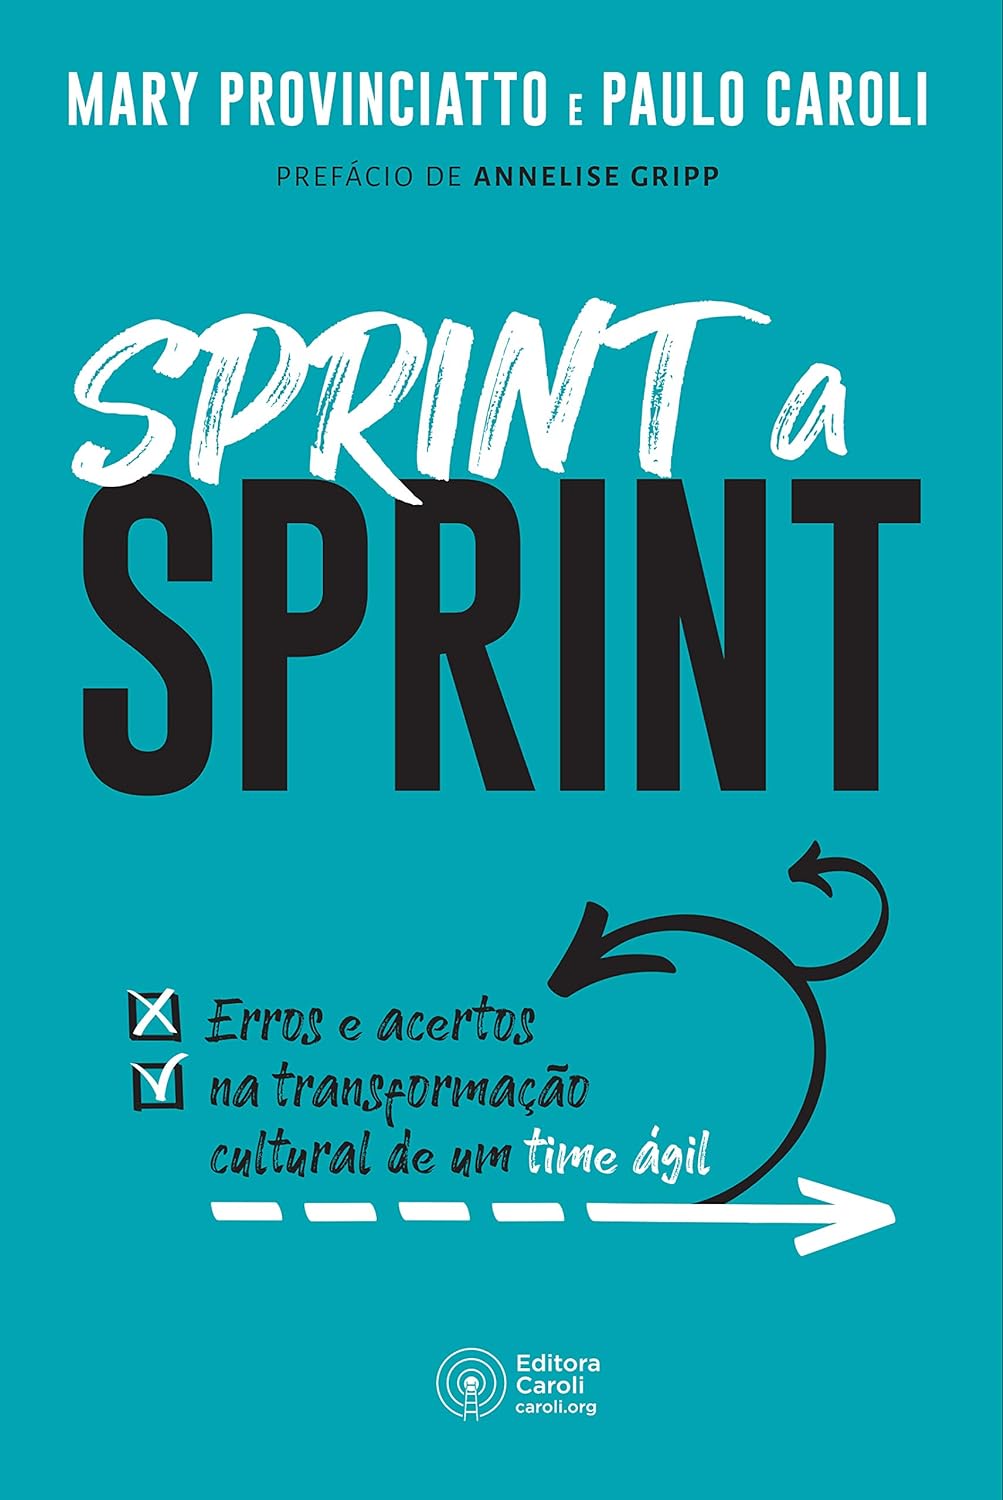 MARY PROVINCIATTO E PAULO CAROLI
PREFÁCIO DE ANNELISE GRIPP
SPRINT a
SPRINT
Erros e acertos
na transformação
cultural de um time ágil
Editora
Caroli
caroli.org